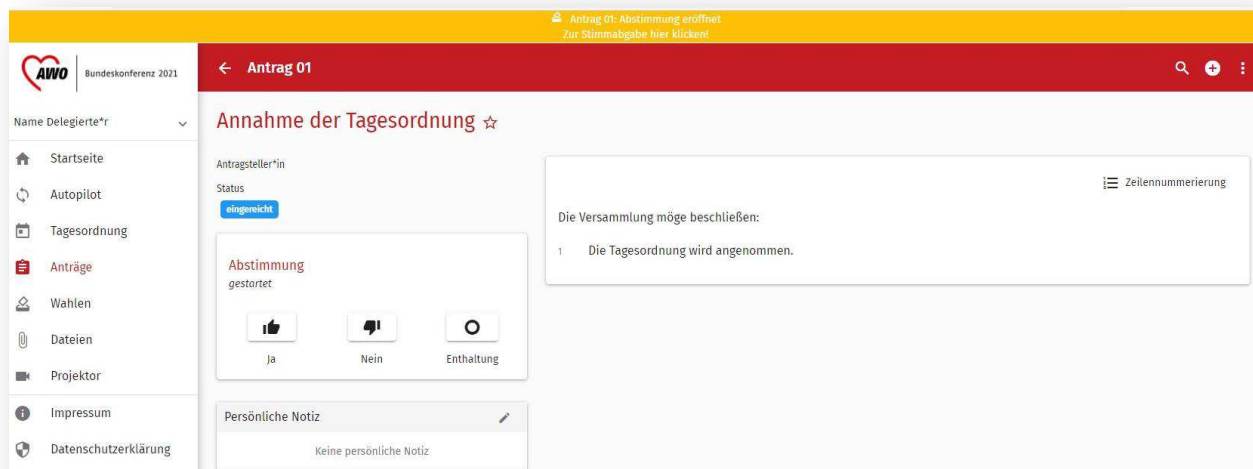 Antrag 01: Abstimmung eröffnet
Zur Stimmabgabe hier klicken!
AWO
Bundeskonferenz 2021
Antrag 01
Name Delegierte*r
Startseite
Autopilot
Tagesordnung
Anträge
Wahlen
Dateien
Projektor
Impressum
Datenschutzerklärung
Annahme der Tagesordnung
Antragsteller*in
Status
eingereicht
Abstimmung
gestartet
Ja Nein Enthaltung
Persönliche Notiz
Keine persönliche Notiz
Zeilennummerierung
Die Versammlung möge beschließen:
1 Die Tagesordnung wird angenommen.